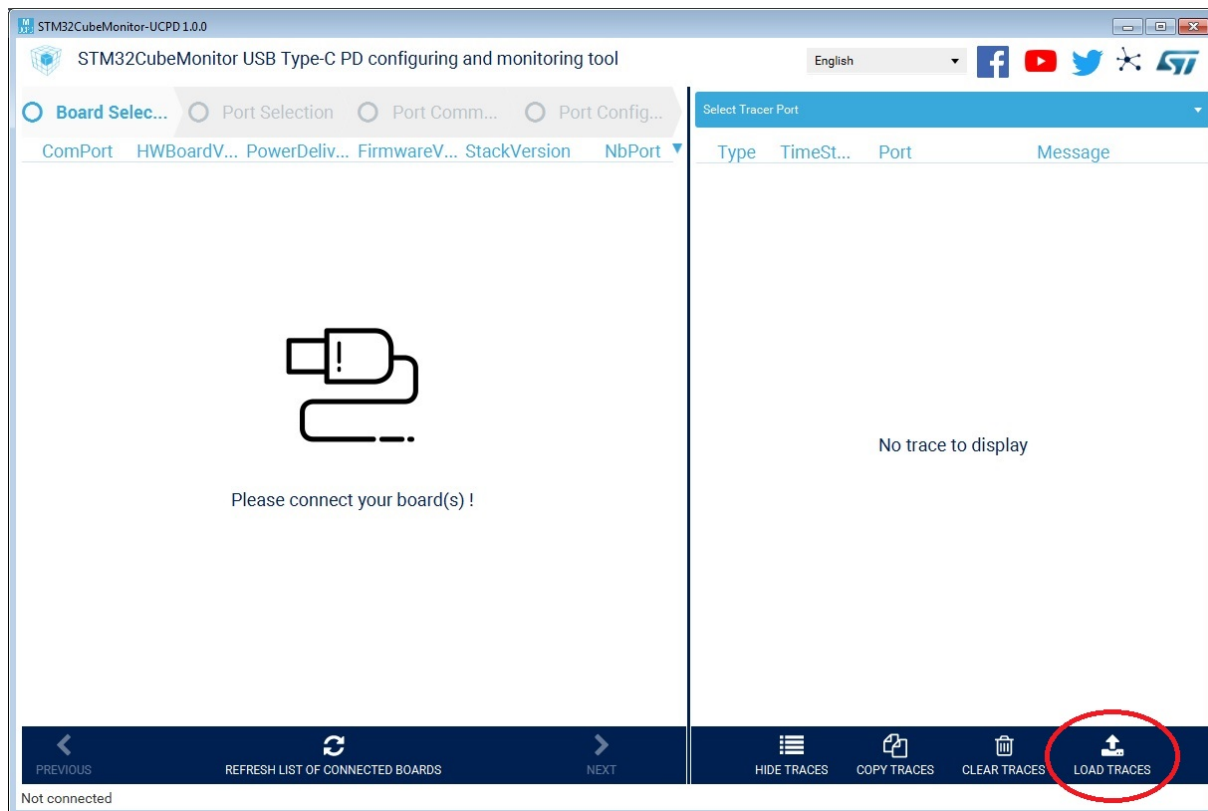 STM32CubeMonitor-UCPD 1.0.0
STM32CubeMonitor USB Type-C PD configuring and monitoring tool
English
Board Selec... Port Selection Port Comm... Port Config...
ComPort HWBoardV... PowerDeliv... FirmwareV... StackVersion NbPort
Please connect your board(s) !
PREVIOUS REFRESH LIST OF CONNECTED BOARDS NEXT
Select Tracer Port
Type TimeSt... Port Message
No trace to display
HIDE TRACES COPY TRACES CLEAR TRACES LOAD TRACES
Not connected